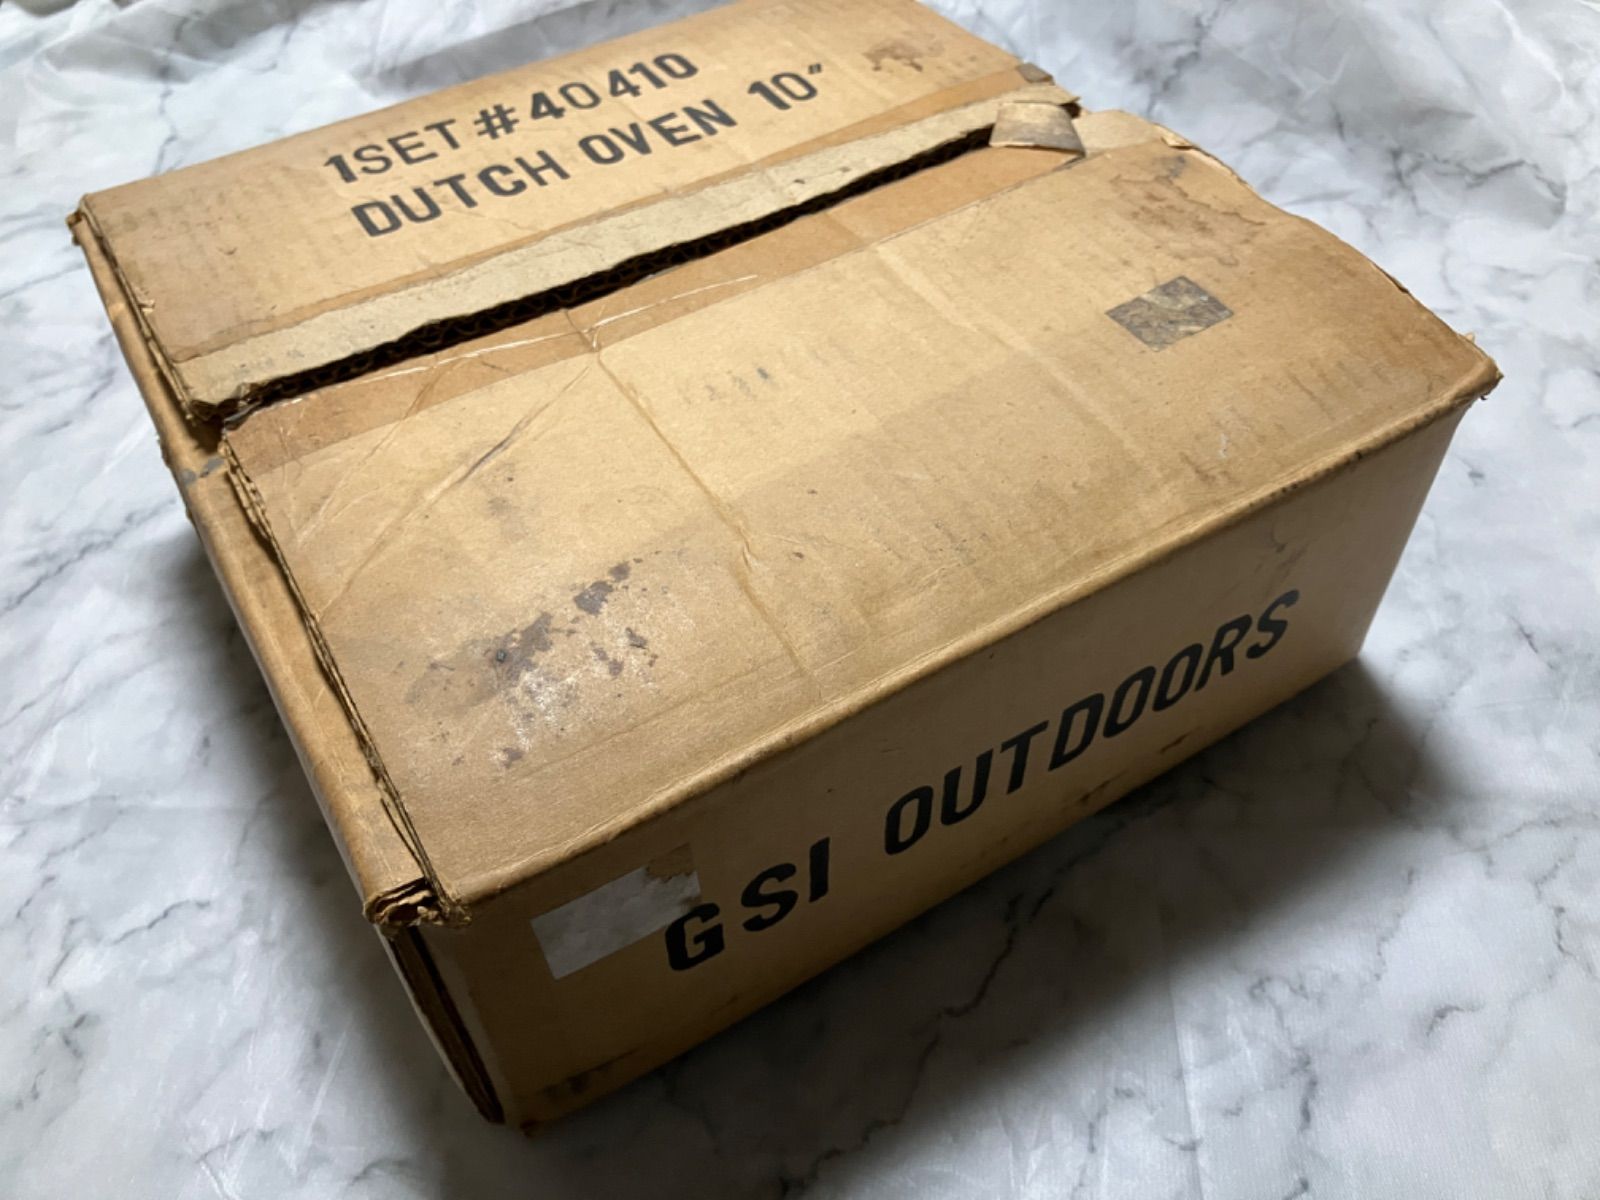 1SET #40410
DUTCH OVEN 10"
GSI OUTDOORS